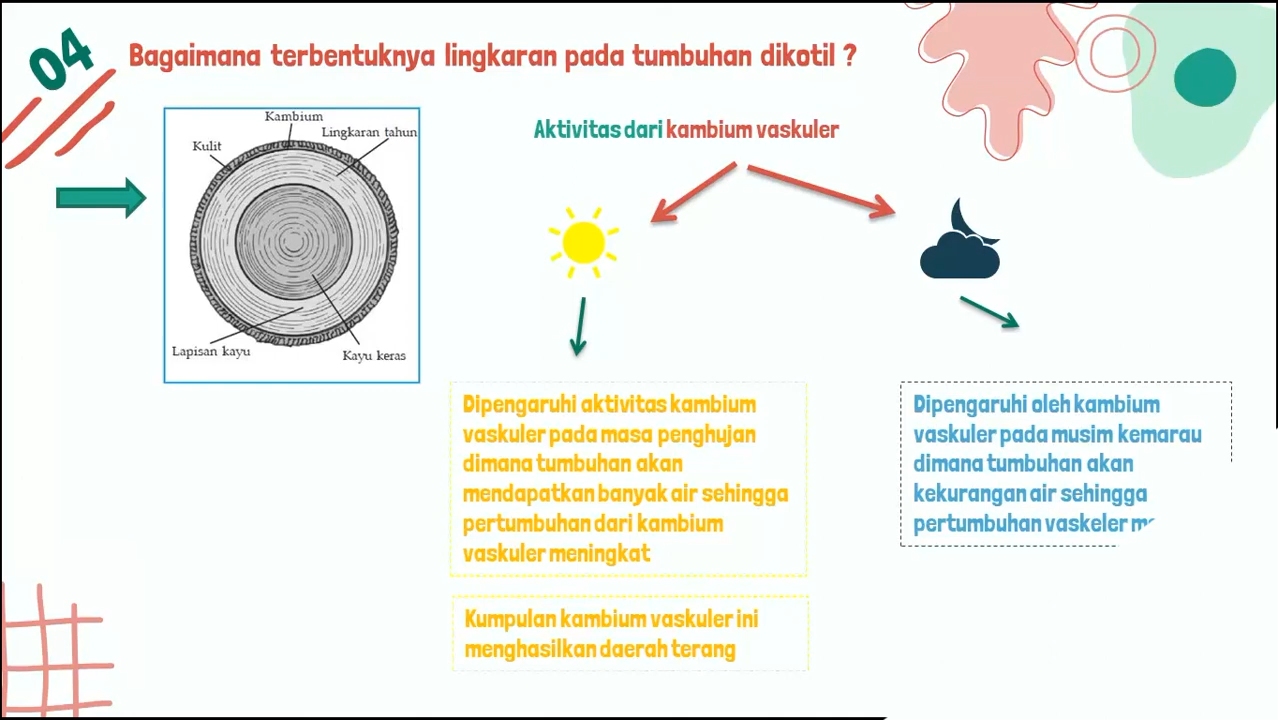 04
Bagaimana terbentuknya lingkaran pada tumbuhan dikotil ?
Kambium
Lingkaran tahun
Kulit
Lapisan kayu
Kayu keras
Aktivitas dari kambium vaskuler
Dipengaruhi aktivitas kambium
vaskuler pada masa penghujan
dimana tumbuhan akan
mendapatkan banyak air sehingga
pertumbuhan dari kambium
vaskuler meningkat
Kumpulan kambium vaskuler ini
menghasilkan daerah terang
Dipengaruhi oleh kambium
vaskuler pada musim kemarau
dimana tumbuhan akan
kekurangan air sehingga
pertumbuhan vaskeler